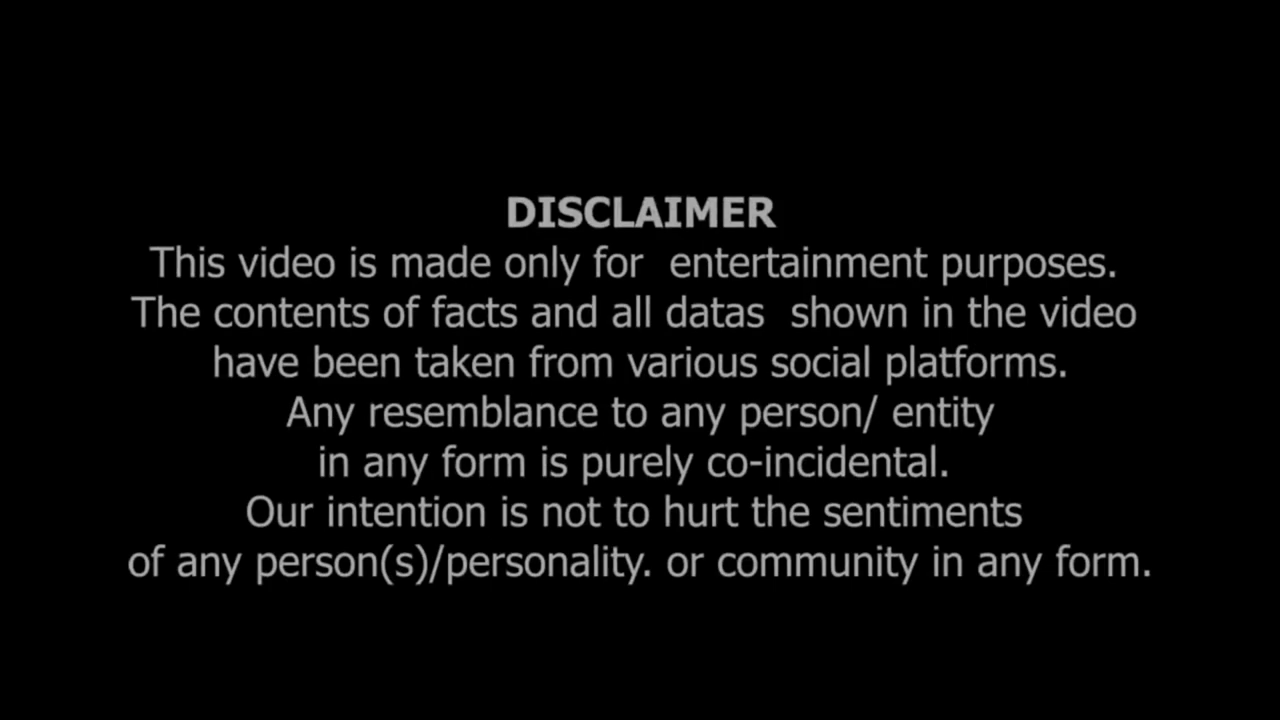 DISCLAIMER
This video is made only for  entertainment purposes.
The contents of facts and all datas  shown in the video
have been taken from various social platforms.
Any resemblance to any person/ entity
in any form is purely co-incidental.
Our intention is not to hurt the sentiments
of any person(s)/personality. or community in any form.